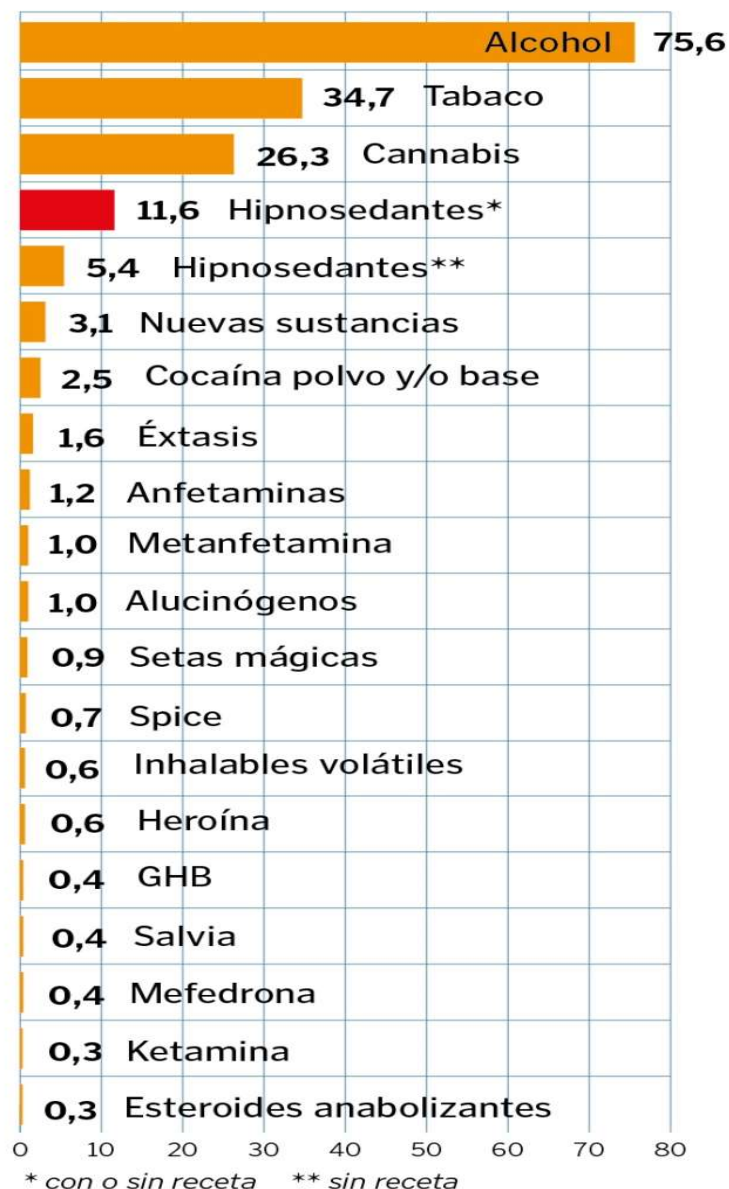 Alcohol 75,6
34,7 Tabaco
26,3 Cannabis
11,6 Hipnosedantes*
5,4 Hipnosedantes**
3,1 Nuevas sustancias
2,5 Cocaína polvo y/o base
1,6 Éxtasis
1,2 Anfetaminas
1,0 Metanfetamina
1,0 Alucinógenos
0,9 Setas mágicas
0,7 Spice
0,6 Inhalables volátiles
0,6 Heroína
0,4 GHB
0,4 Salvia
0,4 Mefedrona
0,3 Ketamina
0,3 Esteroides anabolizantes
0 10 20 30 40 50 60 70 80
* con o sin receta ** sin receta